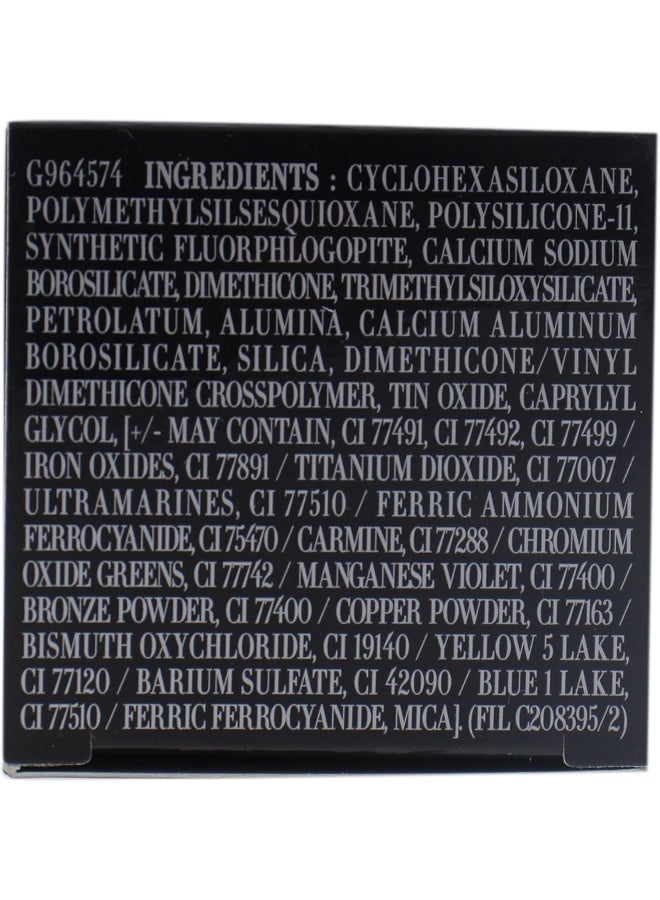 G964574 INGREDIENTS : CYCLOHEXASILOXANE,
POLYMETHYLSILSESQUIOXANE, POLYSILICONE-11,
SYNTHETIC FLUORPHLOGOPITE, CALCIUM SODIUM
BOROSILICATE, DIMETHICONE, TRIMETHYLSILOXYSILICATE,
PETROLATUM, ALUMINA, CALCIUM ALUMINUM
BOROSILICATE, SILICA, DIMETHICONE/VINYL
DIMETHICONE CROSSPOLYMER, TIN OXIDE, CAPRYLYL
GLYCOL, [+/- MAY CONTAIN, CI 77491, CI 77492, CI 77499 /
IRON OXIDES, CI 77891 / TITANIUM DIOXIDE, CI 77007 /
ULTRAMARINES, CI 77510 / FERRIC AMMONIUM
FERROCYANIDE, CI 75470 / CARMINE, CI 77288 / CHROMIUM
OXIDE GREENS, CI 77742 / MANGANESE VIOLET, CI 77400 /
BRONZE POWDER, CI 77400 / COPPER POWDER, CI 77163 /
BISMUTH OXYCHLORIDE, CI 19140 / YELLOW 5 LAKE,
CI 77120 / BARIUM SULFATE, CI 42090 / BLUE 1 LAKE,
CI 77510 / FERRIC FERROCYANIDE, MICA]. (FIL C208395/2)